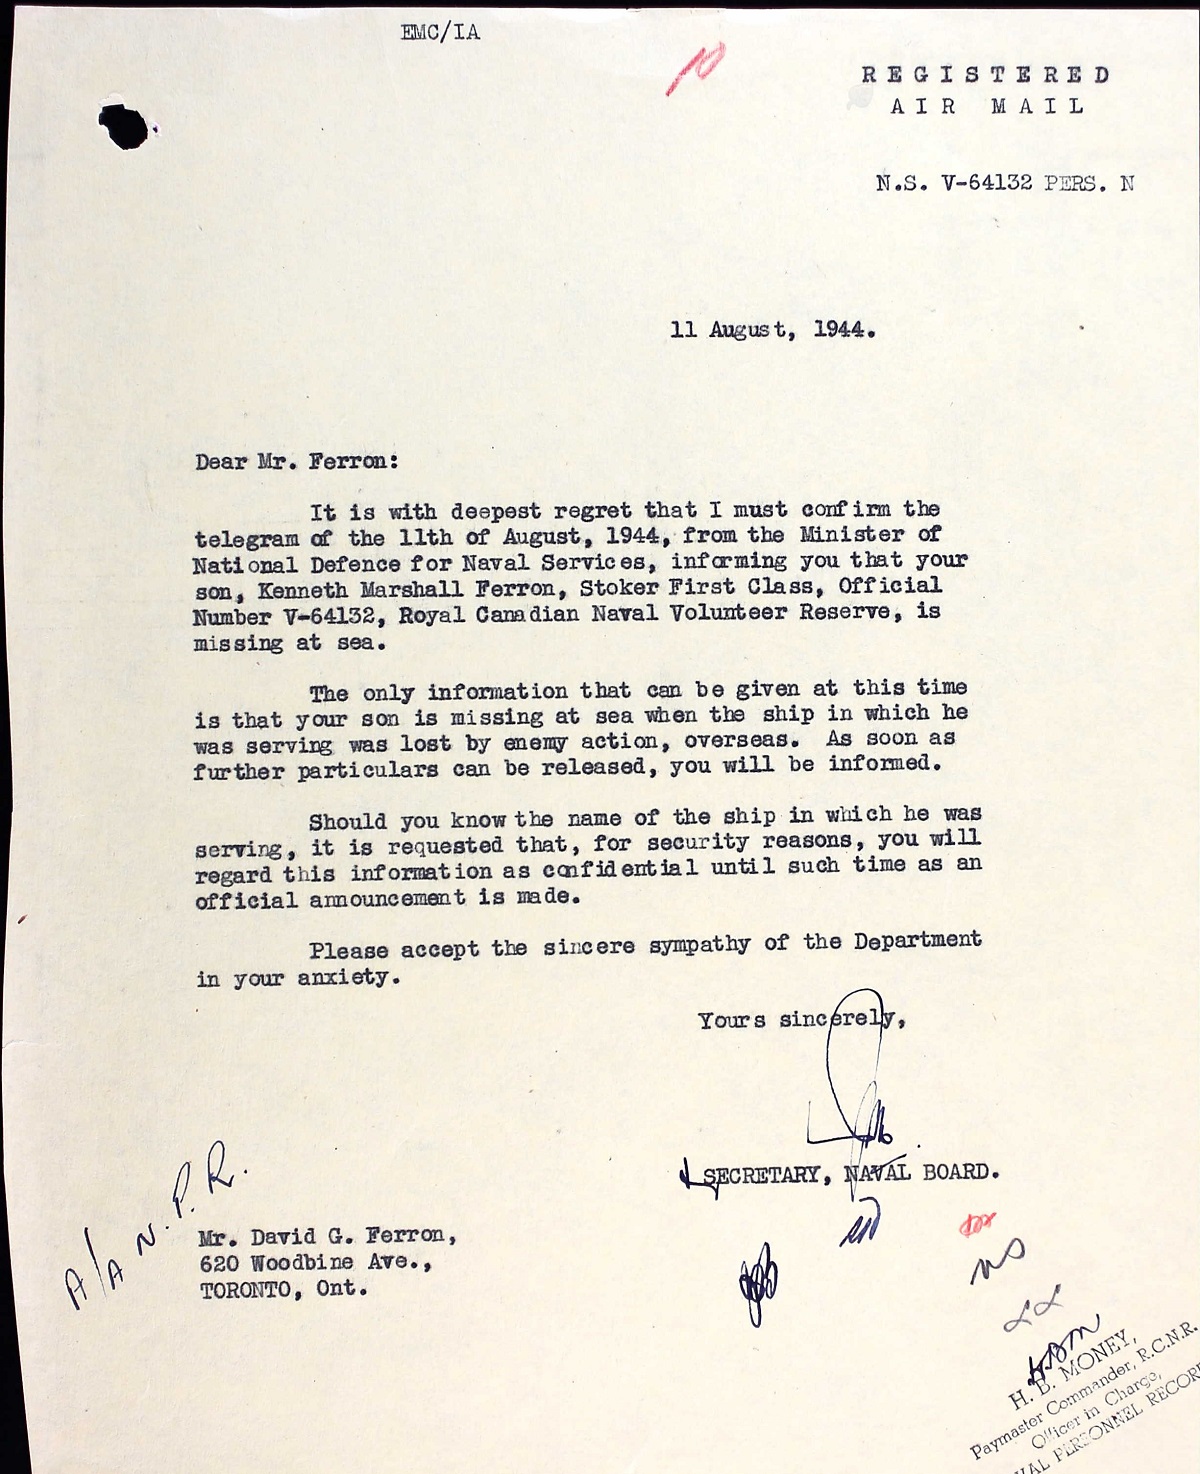 EMC/IA
10
REGISTERED
AIR MAIL
N.S. V-64132 PERS. N
11 August, 1944.
Dear Mr. Ferron:
It is with deepest regret that I must confirm the
telegram of the 11th of August, 1944, from the Minister of
National Defence for Naval Services, informing you that your
son, Kenneth Marshall Ferron, Stoker First Class, Official
Number V-64132, Royal Canadian Naval Volunteer Reserve, is
missing at sea.
The only information that can be given at this time
is that your son is missing at sea when the ship in which he
was serving was lost by enemy action, overseas. As soon as
further particulars can be released, you will be informed.
Should you know the name of the ship in which he was
serving, it is requested that, for security reasons, you will
regard this information as confidential until such time as an
official announcement is made.
Please accept the sincere sympathy of the Department
in your anxiety.
Yours sincerely,
SECRETARY, NAVAL BOARD.
A/A N.P.R.
Mr. David G. Ferron,
620 Woodbine Ave.,
TORONTO, Ont.
HBM
H. B. MONEY,
Paymaster Commander, R.C.N.R.
Officer in Charge,
PERSONNEL RECOR